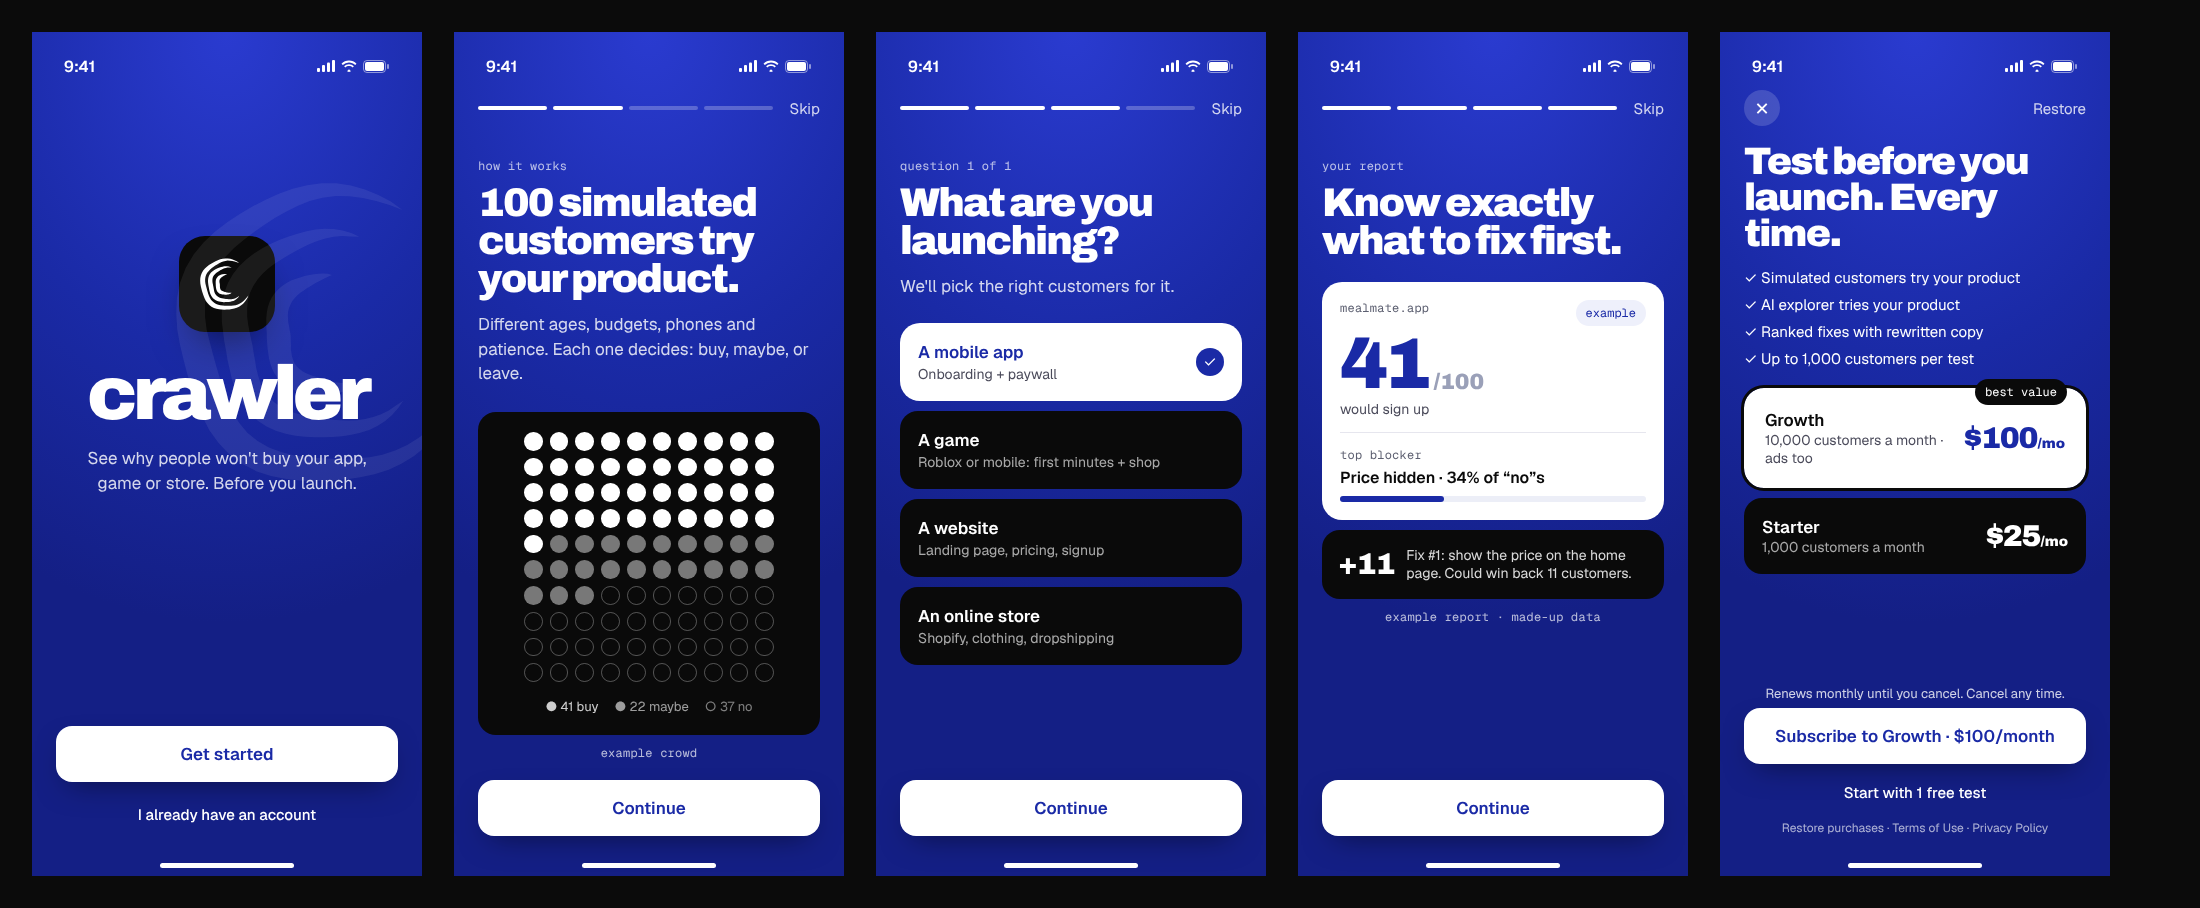 9:41
crawler
See why people won't buy your app,
game or store. Before you launch.
Get started
I already have an account
9:41
Skip
how it works
100 simulated
customers try
your product.
Different ages, budgets, phones and
patience. Each one decides: buy, maybe, or
leave.
41 buy 22 maybe 37 no
example crowd
Continue
9:41
Skip
question 1 of 1
What are you
launching?
We'll pick the right customers for it.
A mobile app
Onboarding + paywall
A game
Roblox or mobile: first minutes + shop
A website
Landing page, pricing, signup
An online store
Shopify, clothing, dropshipping
Continue
9:41
Skip
your report
Know exactly
what to fix first.
mealmate.app
example
41/100
would sign up
top blocker
Price hidden · 34% of “no”s
+11
Fix #1: show the price on the home
page. Could win back 11 customers.
example report · made-up data
Continue
9:41
Restore
Test before you
launch. Every
time.
✓ Simulated customers try your product
✓ AI explorer tries your product
✓ Ranked fixes with rewritten copy
✓ Up to 1,000 customers per test
best value
Growth
10,000 customers a month ·
ads too
$100/mo
Starter
1,000 customers a month
$25/mo
Renews monthly until you cancel. Cancel any time.
Subscribe to Growth · $100/month
Start with 1 free test
Restore purchases · Terms of Use · Privacy Policy